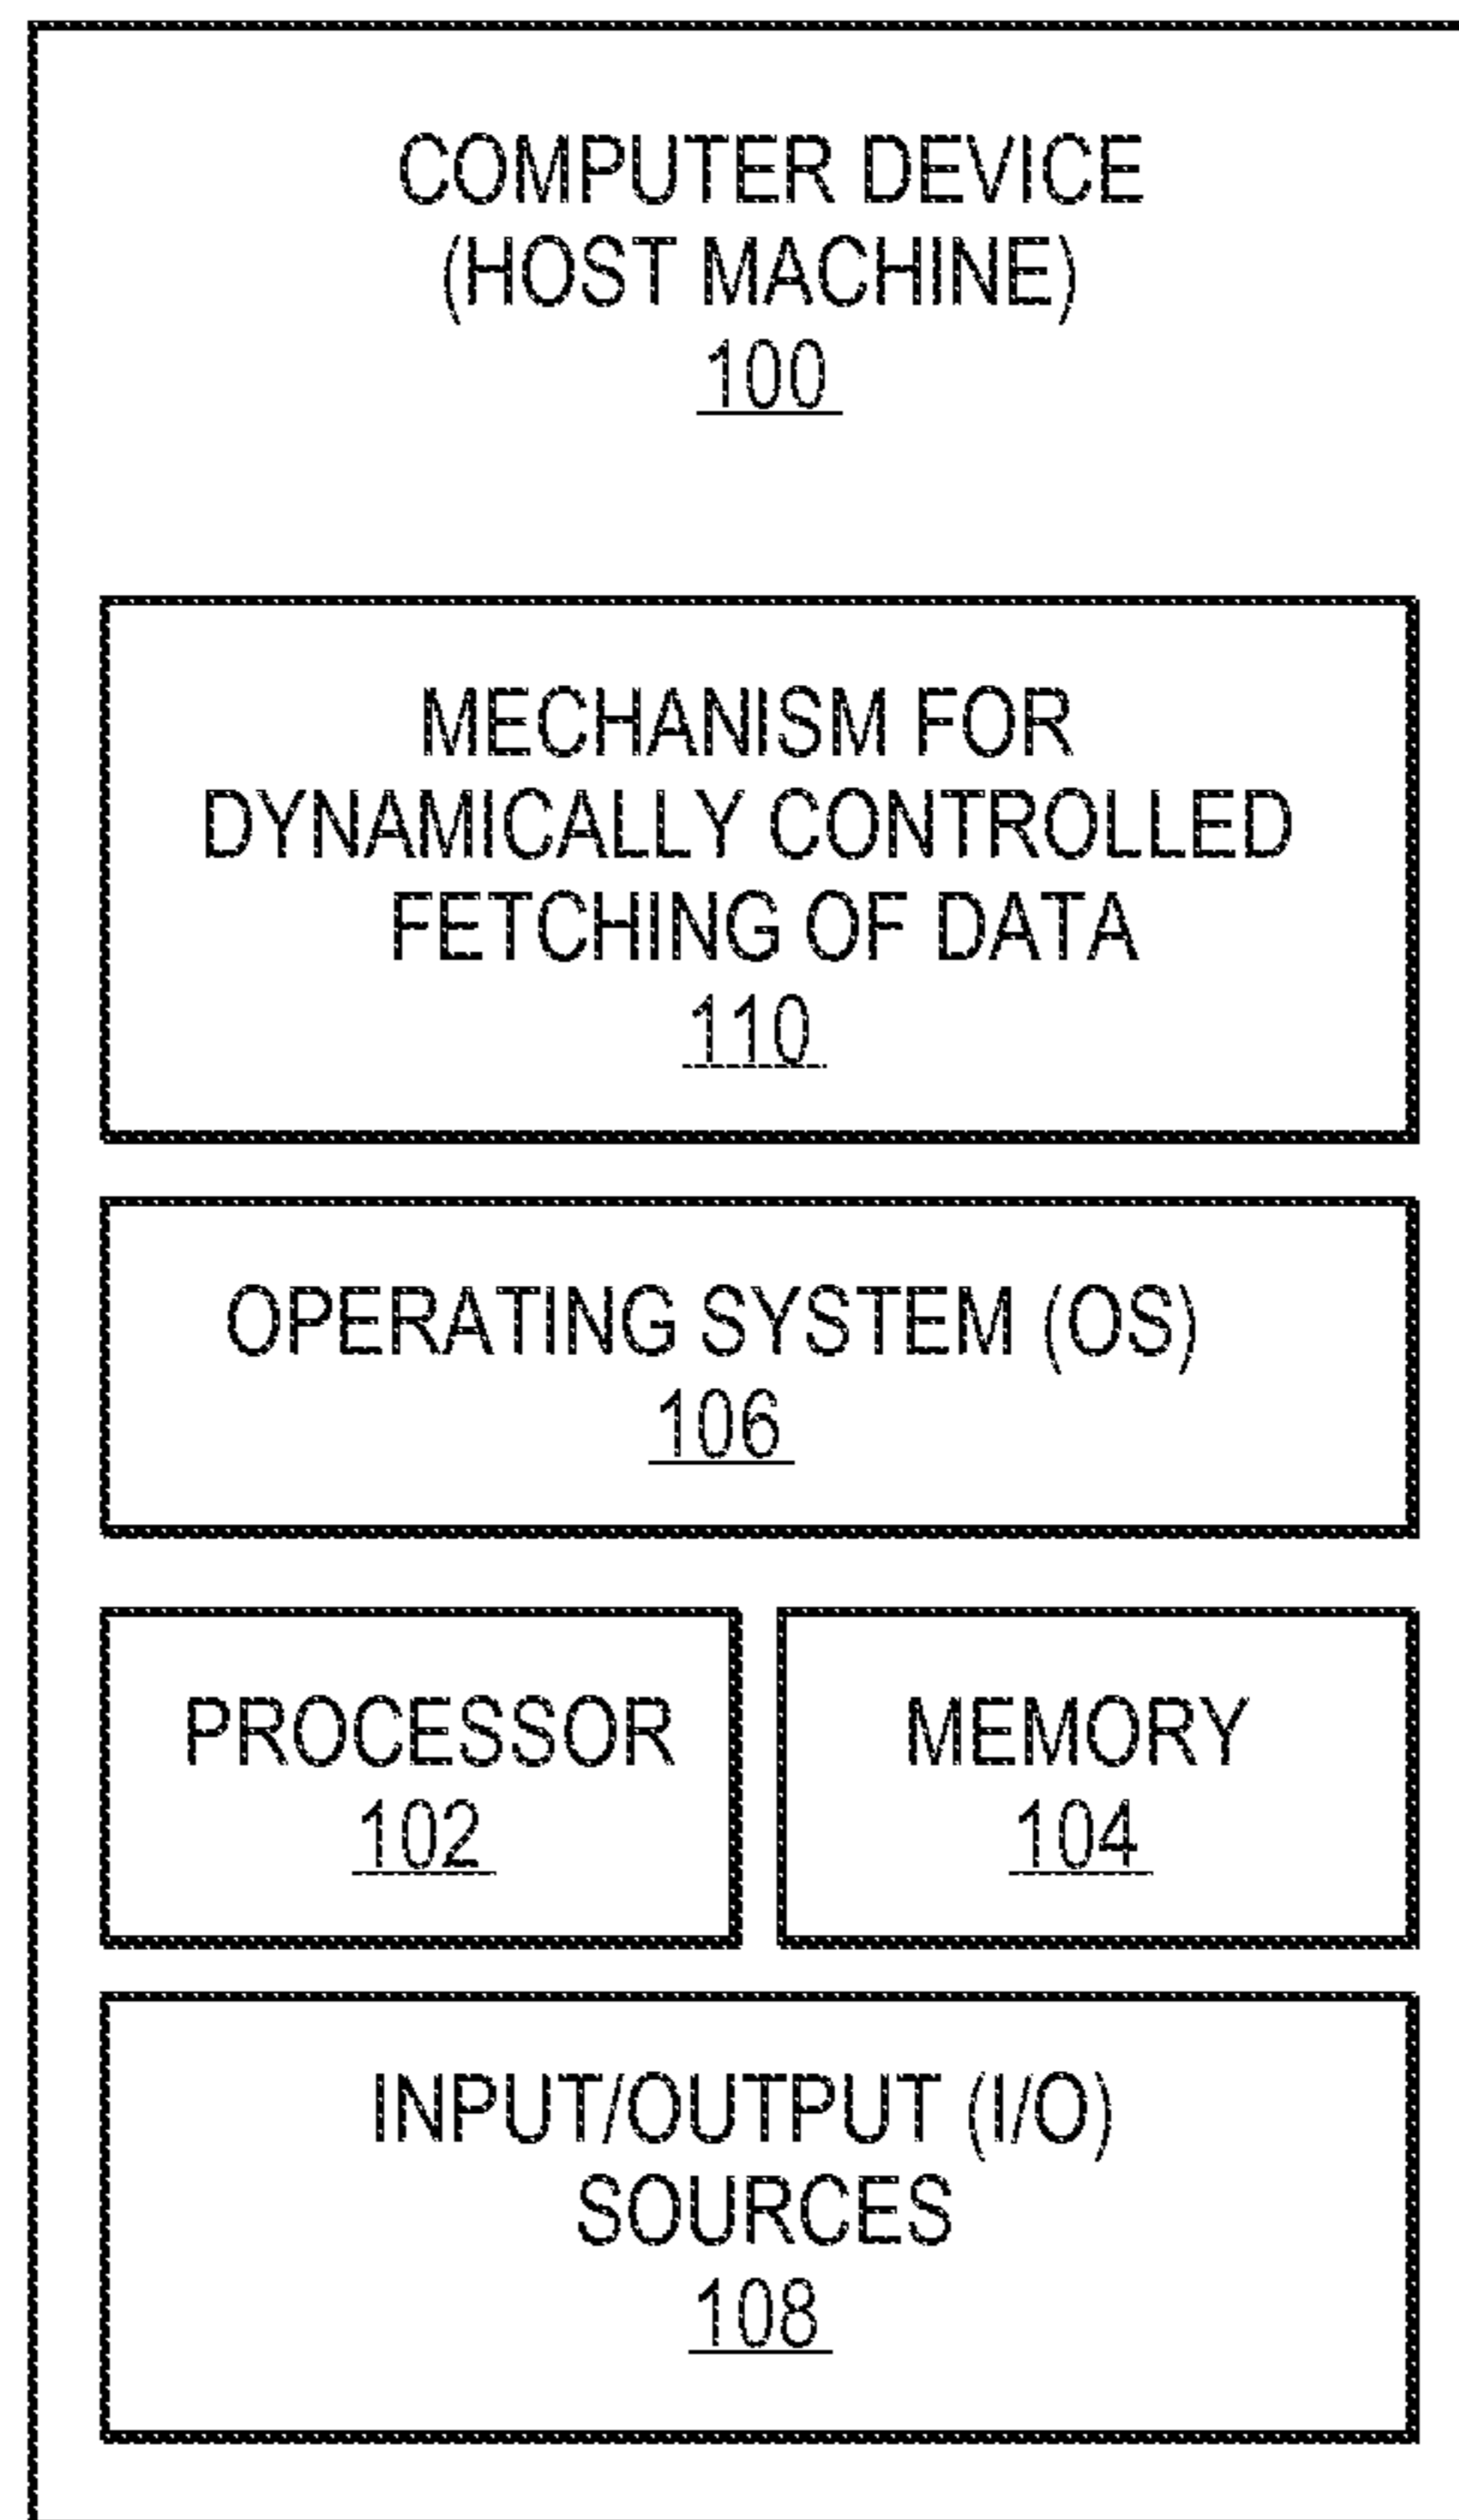 COMPUTER DEVICE
(HOST MACHINE)
100
MECHANISM FOR
DYNAMICALLY CONTROLLED
FETCHING OF DATA
110
OPERATING SYSTEM (OS)
106
PROCESSOR
102
MEMORY
104
INPUT/OUTPUT (I/O)
SOURCES
108